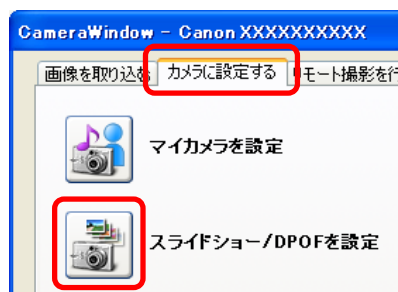 CameraWindow - Canon XXXXXXXXXX
画像を取り込む カメラに設定する リモート撮影を行
マイカメラを設定
スライドショー/DPOFを設定